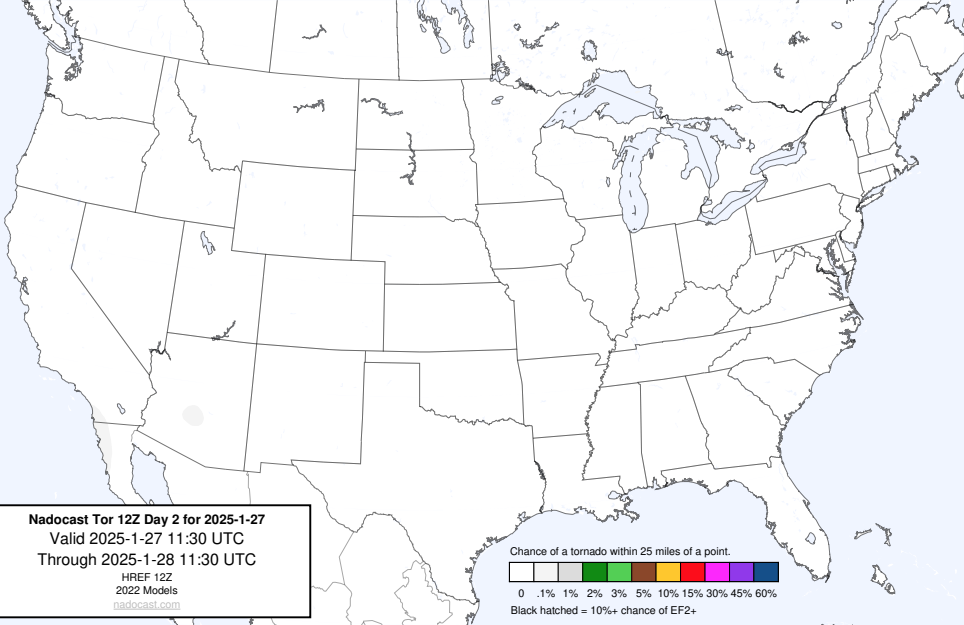 Nadocast Tor 12Z Day 2 for 2025-1-27
Valid 2025-1-27 11:30 UTC
Through 2025-1-28 11:30 UTC
HREF 12Z
2022 Models
nadocast.com
Chance of a tornado within 25 miles of a point.
0 .1% 1% 2% 3% 5% 10% 15% 30% 45% 60%
Black hatched = 10%+ chance of EF2+